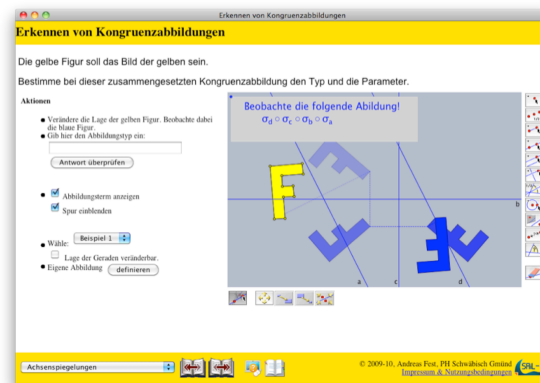 Erkennen von Kongruenzabbildungen
Erkennen von Kongruenzabbildungen
Die gelbe Figur soll das Bild der gelben sein.
Bestimme bei dieser zusammengesetzten Kongruenzabbildung den Typ und die Parameter.
Aktionen
Verändere die Lage der gelben Figur. Beobachte dabei
die blaue Figur.
Gib hier den Abbildungstyp ein:
Antwort überprüfen
Abbildungsterm anzeigen
Spur einblenden
Wähle: Beispiel 1
Lage der Geraden veränderbar.
Eigene Abbildung definieren
Beobachte die folgende Abildung!
σd ∘ σc ∘ σb ∘ σa
b
a c d
Achsenspiegelungen
© 2009-10, Andreas Fest, PH Schwäbisch Gmünd
Impressum & Nutzungsbedingungen